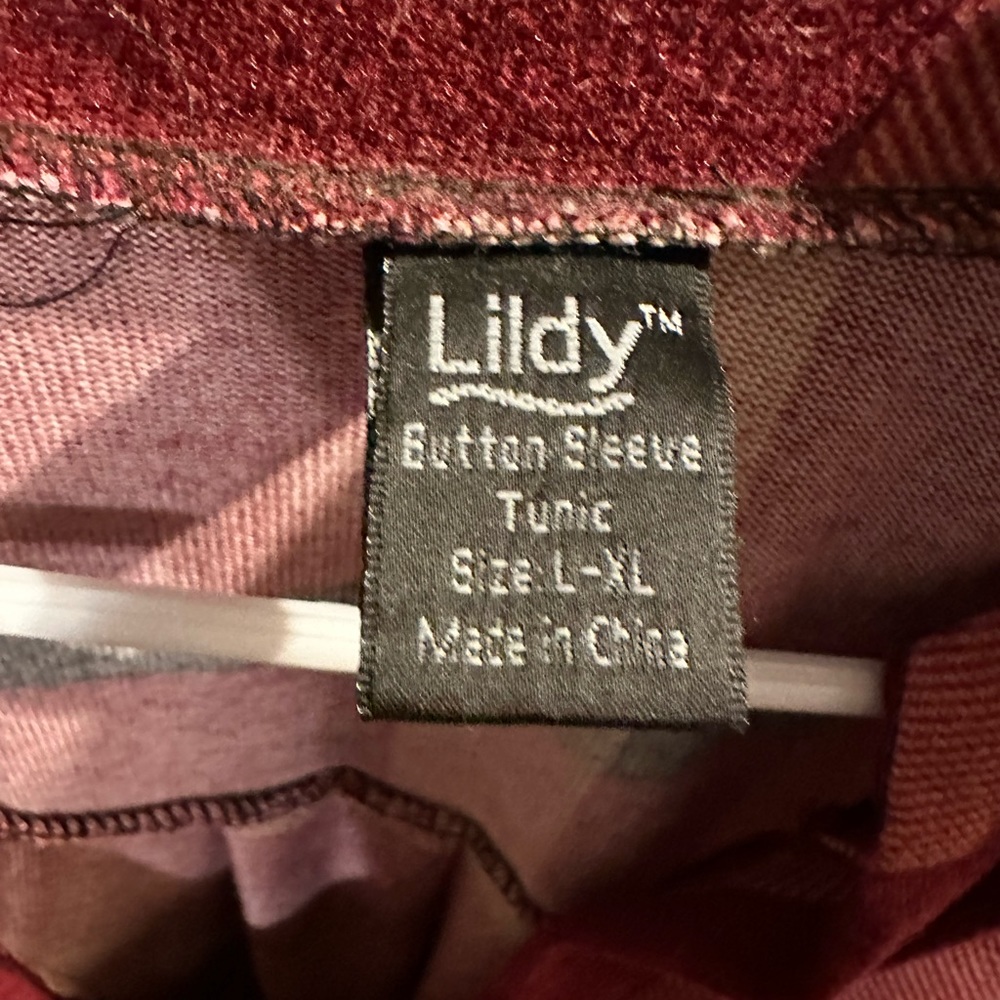 Lildy™
Button Sleeve
Tunic
Size L-XL
Made in China